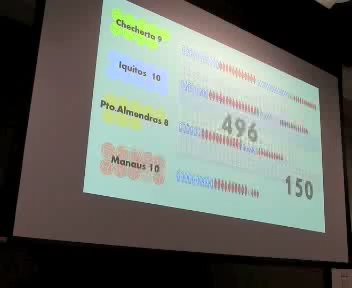 Checherta 9
Iquitos 10
496
Pto.Almendras 8
Manaus 10
150